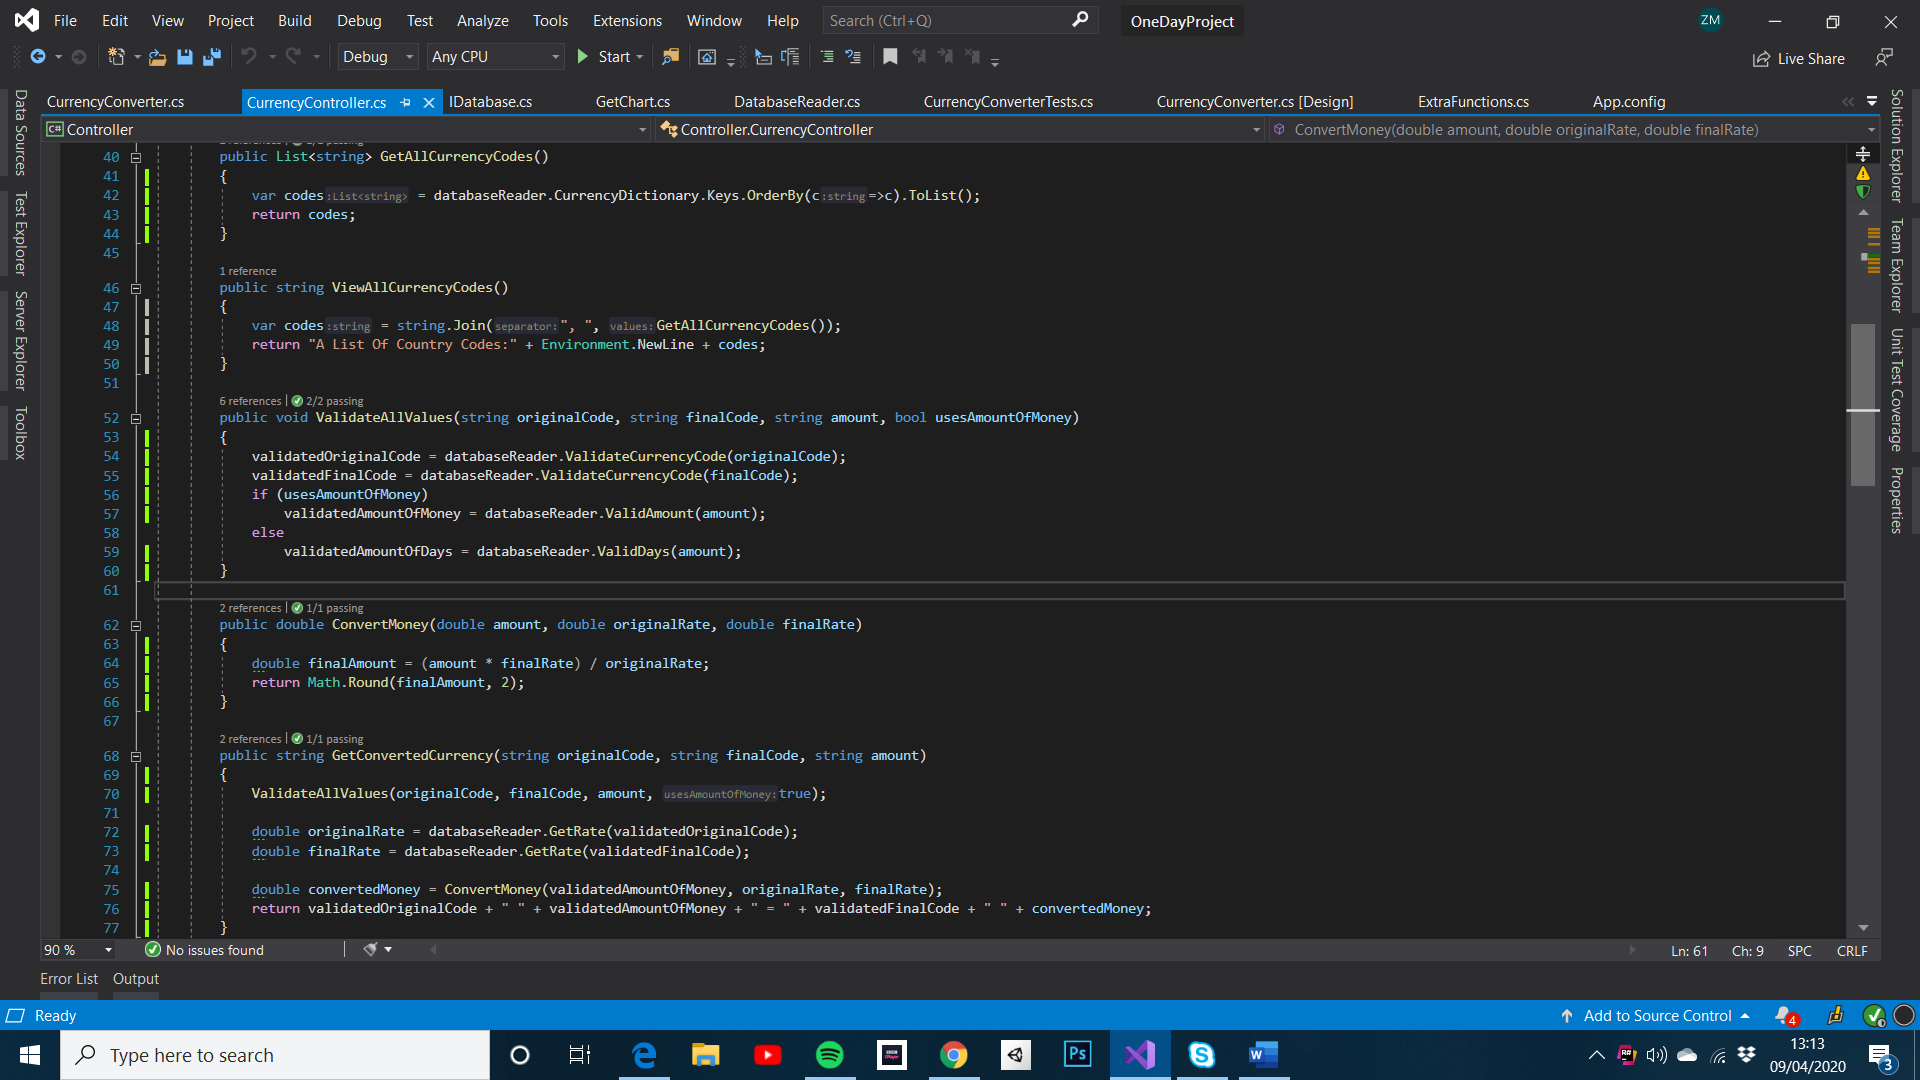 File Edit View Project Build Debug Test Analyze Tools Extensions Window Help Search (Ctrl+Q) OneDayProject ZM
Debug Any CPU Start Live Share
CurrencyConverter.cs CurrencyController.cs IDatabase.cs GetChart.cs DatabaseReader.cs CurrencyConverterTests.cs CurrencyConverter.cs [Design] ExtraFunctions.cs App.config
C# Controller Controller.CurrencyController ConvertMoney(double amount, double originalRate, double finalRate)
Data Sources
Test Explorer
Server Explorer
Toolbox
40 public List<string> GetAllCurrencyCodes()
41 {
42 var codes:List<string> = databaseReader.CurrencyDictionary.Keys.OrderBy(c:string=>c).ToList();
43 return codes;
44 }
45
1 reference
46 public string ViewAllCurrencyCodes()
47 {
48 var codes:string = string.Join(separator:", ", values:GetAllCurrencyCodes());
49 return "A List Of Country Codes:" + Environment.NewLine + codes;
50 }
51
6 references | 2/2 passing
52 public void ValidateAllValues(string originalCode, string finalCode, string amount, bool usesAmountOfMoney)
53 {
54 validatedOriginalCode = databaseReader.ValidateCurrencyCode(originalCode);
55 validatedFinalCode = databaseReader.ValidateCurrencyCode(finalCode);
56 if (usesAmountOfMoney)
57 validatedAmountOfMoney = databaseReader.ValidAmount(amount);
58 else
59 validatedAmountOfDays = databaseReader.ValidDays(amount);
60 }
61
2 references | 1/1 passing
62 public double ConvertMoney(double amount, double originalRate, double finalRate)
63 {
64 double finalAmount = (amount * finalRate) / originalRate;
65 return Math.Round(finalAmount, 2);
66 }
67
2 references | 1/1 passing
68 public string GetConvertedCurrency(string originalCode, string finalCode, string amount)
69 {
70 ValidateAllValues(originalCode, finalCode, amount, usesAmountOfMoney:true);
71
72 double originalRate = databaseReader.GetRate(validatedOriginalCode);
73 double finalRate = databaseReader.GetRate(validatedFinalCode);
74
75 double convertedMoney = ConvertMoney(validatedAmountOfMoney, originalRate, finalRate);
76 return validatedOriginalCode + " " + validatedAmountOfMoney + " = " + validatedFinalCode + " " + convertedMoney;
77 }
Solution Explorer
Team Explorer
Unit Test Coverage
Properties
90 % No issues found Ln: 61 Ch: 9 SPC CRLF
Error List Output
Ready Add to Source Control 4
Type here to search Ps W 13:13
09/04/2020 3